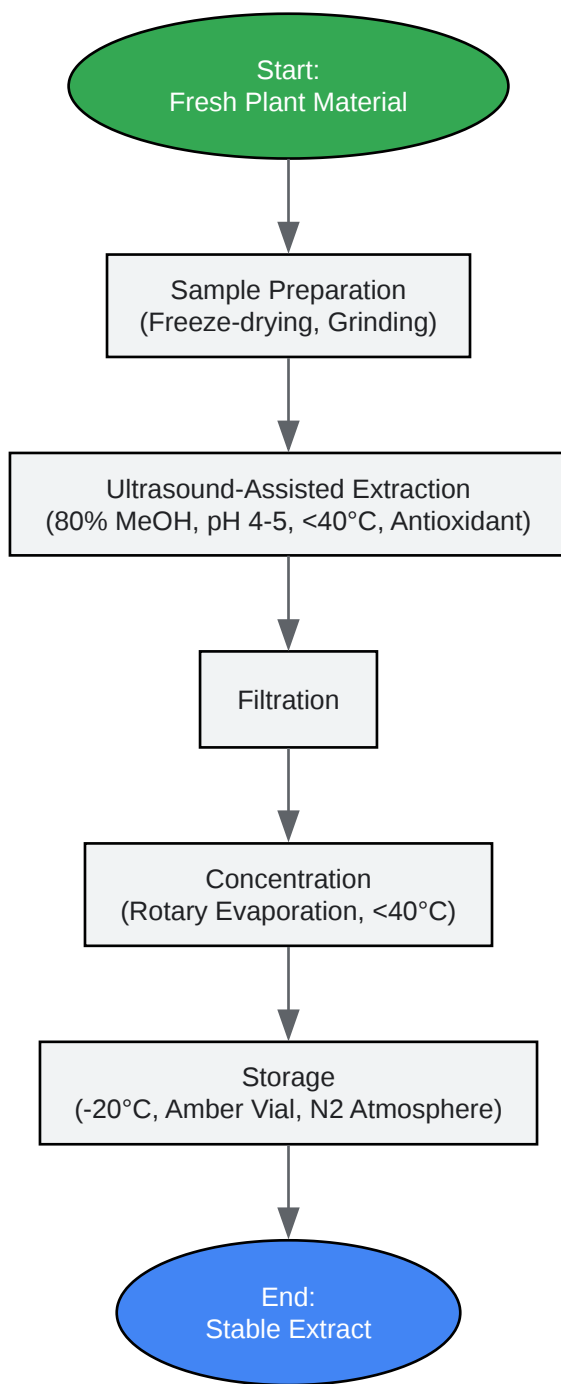 Start:
Fresh Plant Material
Sample Preparation
(Freeze-drying, Grinding)
Ultrasound-Assisted Extraction
(80% MeOH, pH 4-5, <40°C, Antioxidant)
Filtration
Concentration
(Rotary Evaporation, <40°C)
Storage
(-20°C, Amber Vial, N2 Atmosphere)
End:
Stable Extract